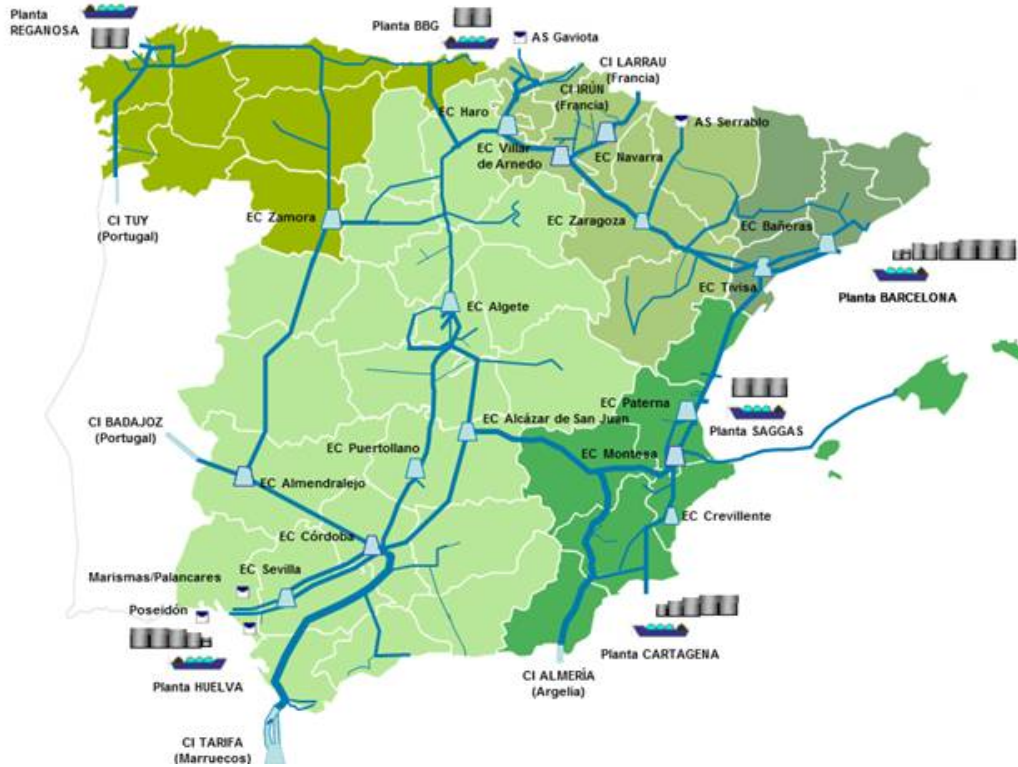 Planta
REGANOSA
Planta BBG
AS Gaviota
CI LARRAU
(Francia)
CI IRÚN
(Francia)
EC Haro
AS Serrablo
EC Villar
de Arnedo
EC Navarra
EC Zamora
CI TUY
(Portugal)
EC Zaragoza
EC Bañeras
EC Tivisa
Planta BARCELONA
EC Algete
EC Paterna
CI BADAJOZ
(Portugal)
EC Alcázar de San Juan
Planta SAGGAS
EC Puertollano
EC Montesa
EC Almendralejo
EC Crevillente
EC Córdoba
EC Sevilla
Marismas/Palancares
Poseidón
Planta CARTAGENA
Planta HUELVA
CI ALMERÍA
(Argelia)
CI TARIFA
(Marruecos)